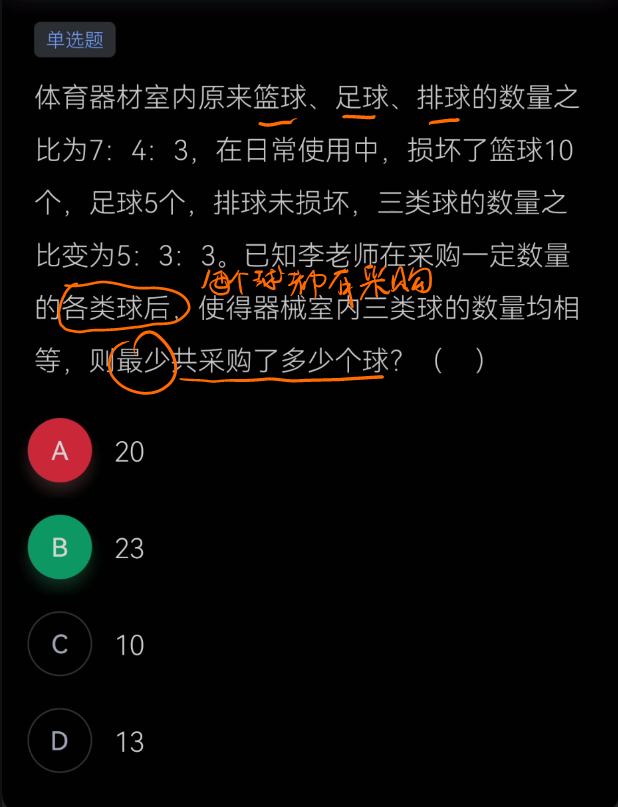 单选题
体育器材室内原来篮球、足球、排球的数量之
比为7：4：3，在日常使用中，损坏了篮球10
个，足球5个，排球未损坏，三类球的数量之
比变为5：3：3。已知李老师在采购一定数量
每个球都有采购
的各类球后，使得器械室内三类球的数量均相
等，则最少共采购了多少个球？（ ）
A 20
B 23
C 10
D 13